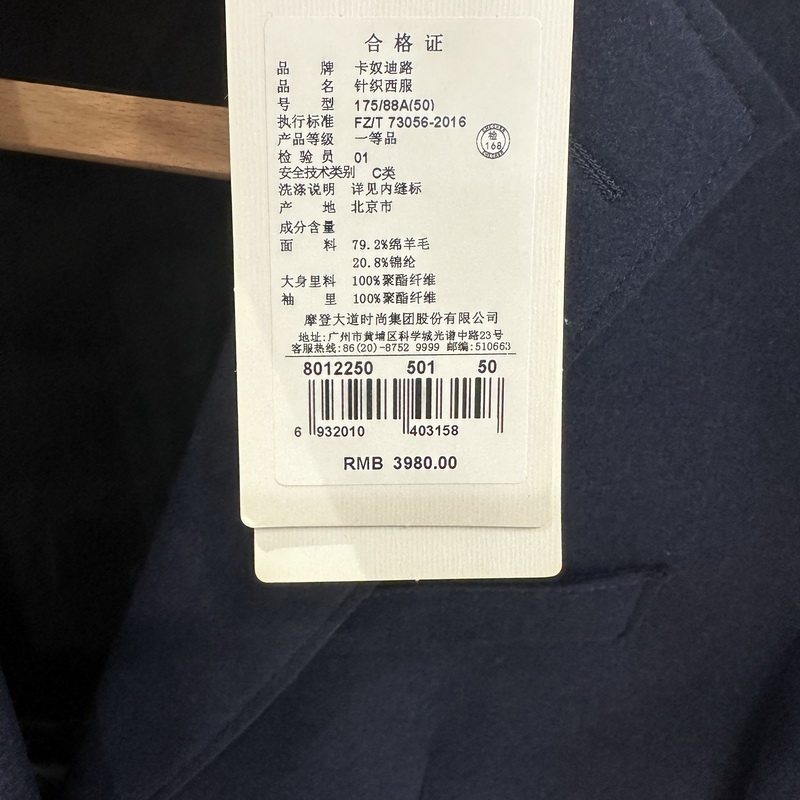 合格证
品 牌 卡奴迪路
品 名 针织西服
号 型 175/88A(50)
执行标准 FZ/T 73056-2016
产品等级 一等品
检 验 员 01
检
168
安全技术类别 C类
洗涤说明 详见内缝标
产 地 北京市
成分含量
面 料 79.2%绵羊毛
20.8%锦纶
大身里料 100%聚酯纤维
袖 里 100%聚酯纤维
摩登大道时尚集团股份有限公司
地址:广州市黄埔区科学城光谱中路23号
客服热线:86(20)-8752 9999 邮编:510663
8012250 501 50
6 932010 403158
RMB 3980.00